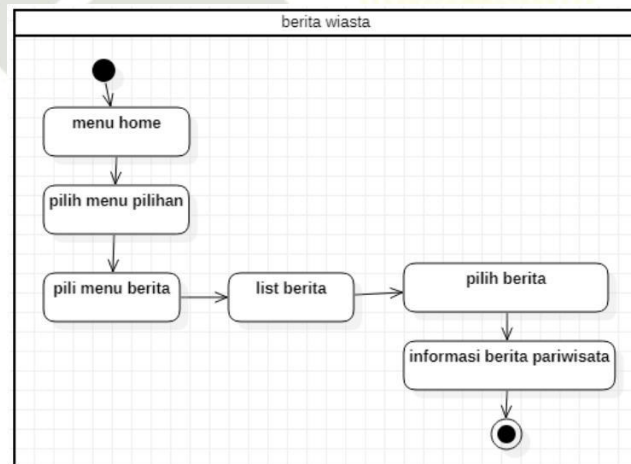 berita wiasta
menu home
pilih menu pilihan
pili menu berita
list berita
pilih berita
informasi berita pariwisata